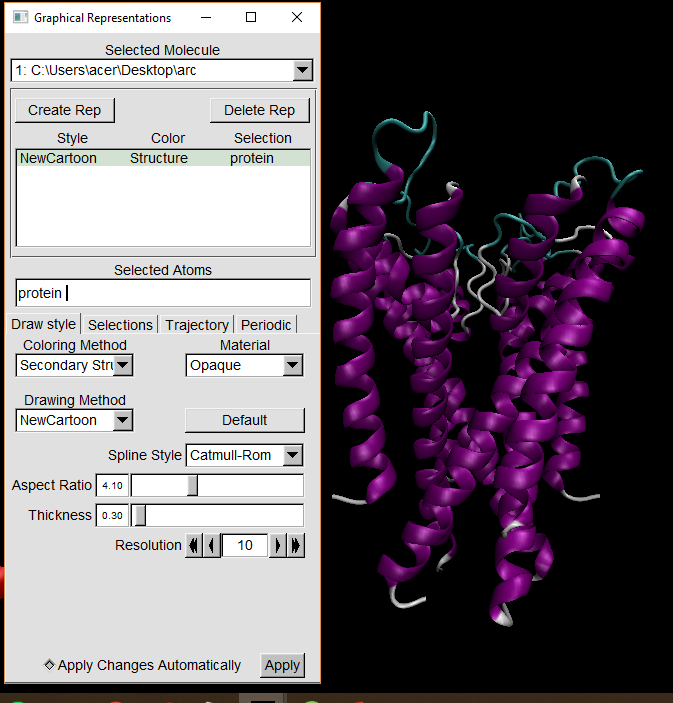 Graphical Representations
Selected Molecule
1: C:\Users\acer\Desktop\arc
Create Rep Delete Rep
Style Color Selection
NewCartoon Structure protein
Selected Atoms
protein
Draw style Selections Trajectory Periodic
Coloring Method Material
Secondary Stru Opaque
Drawing Method
NewCartoon Default
Spline Style Catmull-Rom
Aspect Ratio 4.10
Thickness 0.30
Resolution 10
Apply Changes Automatically Apply